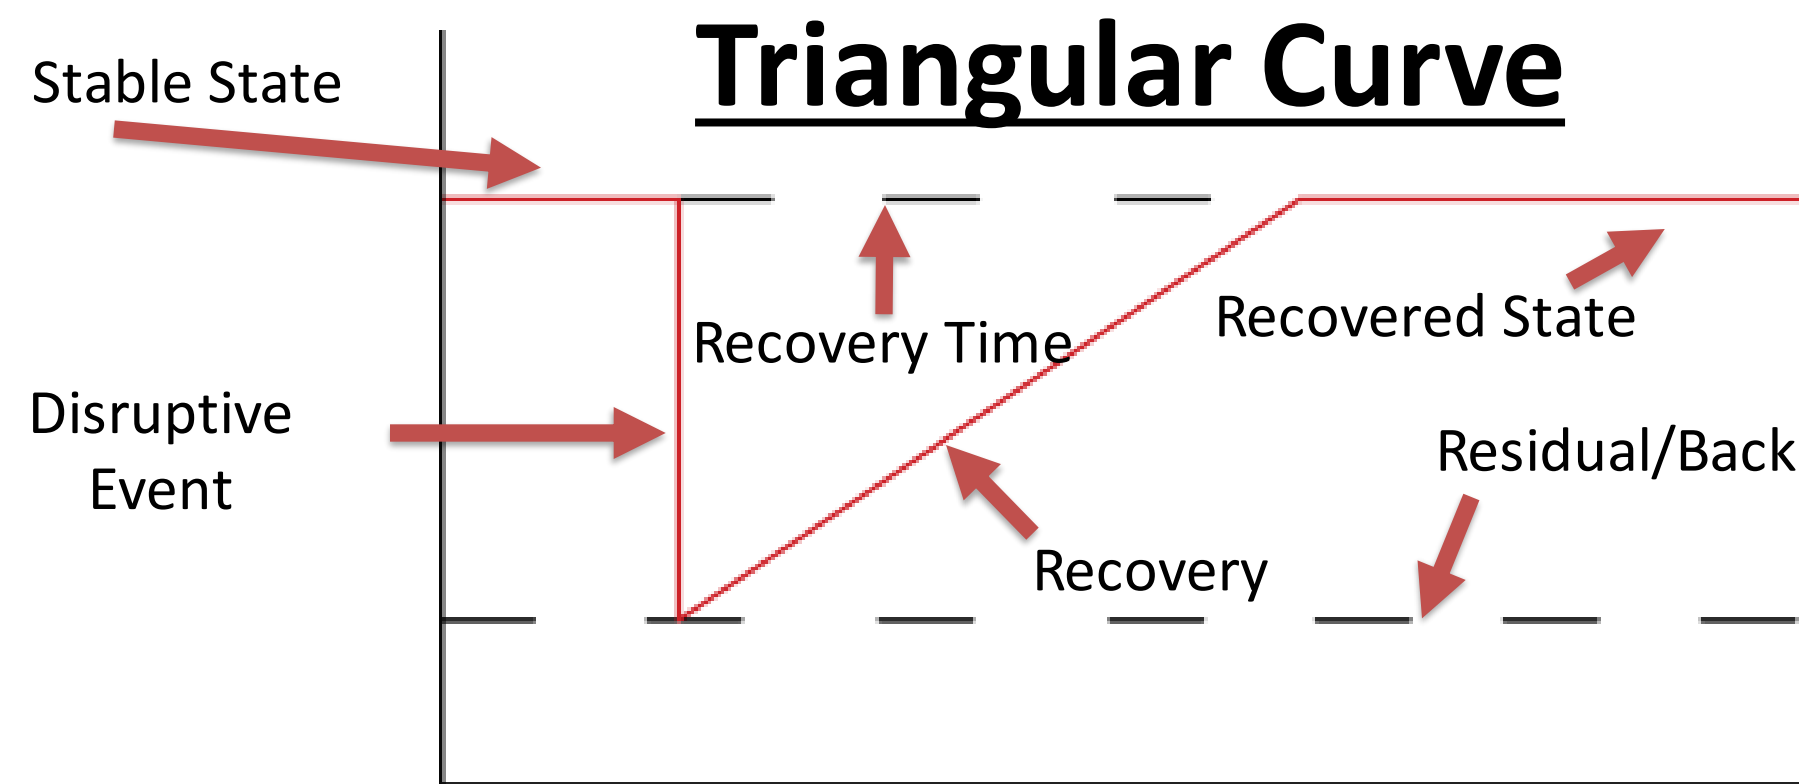 Triangular Curve
Stable State
Recovery Time
Recovered State
Disruptive
Event
Residual/Back
Recovery